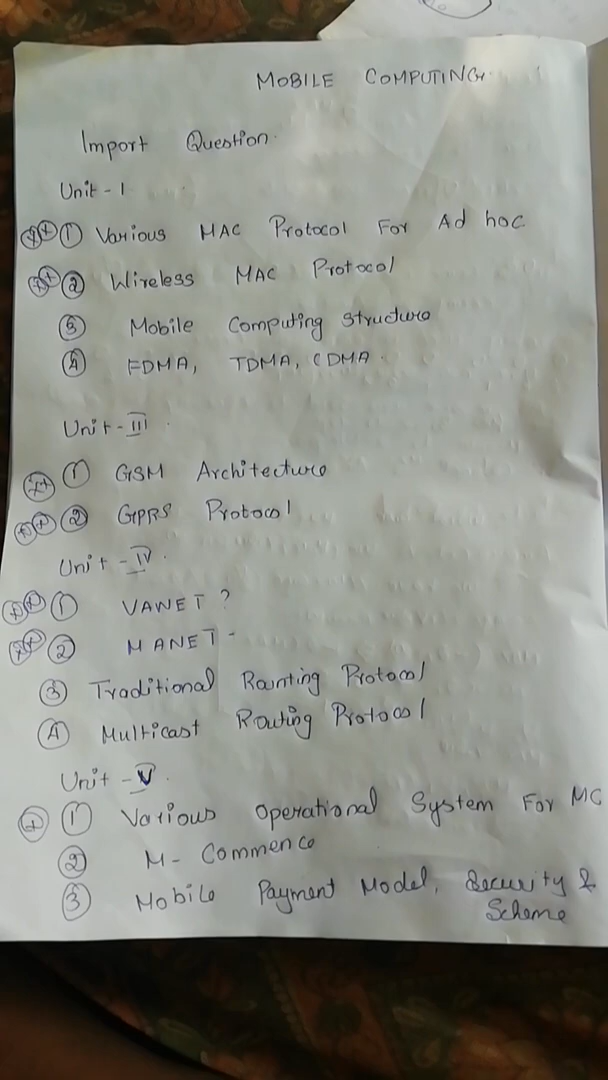 MOBILE COMPUTING
Import Question.
Unit - I
** ① Various MAC Protocol For Ad hoc
** ② Wireless MAC Protocol
③ Mobile Computing Structure
④ FDMA, TDMA, CDMA.
Unit - III.
** ① GSM Architecture
** ② GPRS Protocol
Unit - IV.
** ① VANET ?
** ② MANET -
③ Traditional Rounting Protocol
④ Multicast Routing Protocol
Unit - V.
* ① Various Operational System For MC
② M - Commence
③ Mobile Payment Model, Security &
Scheme